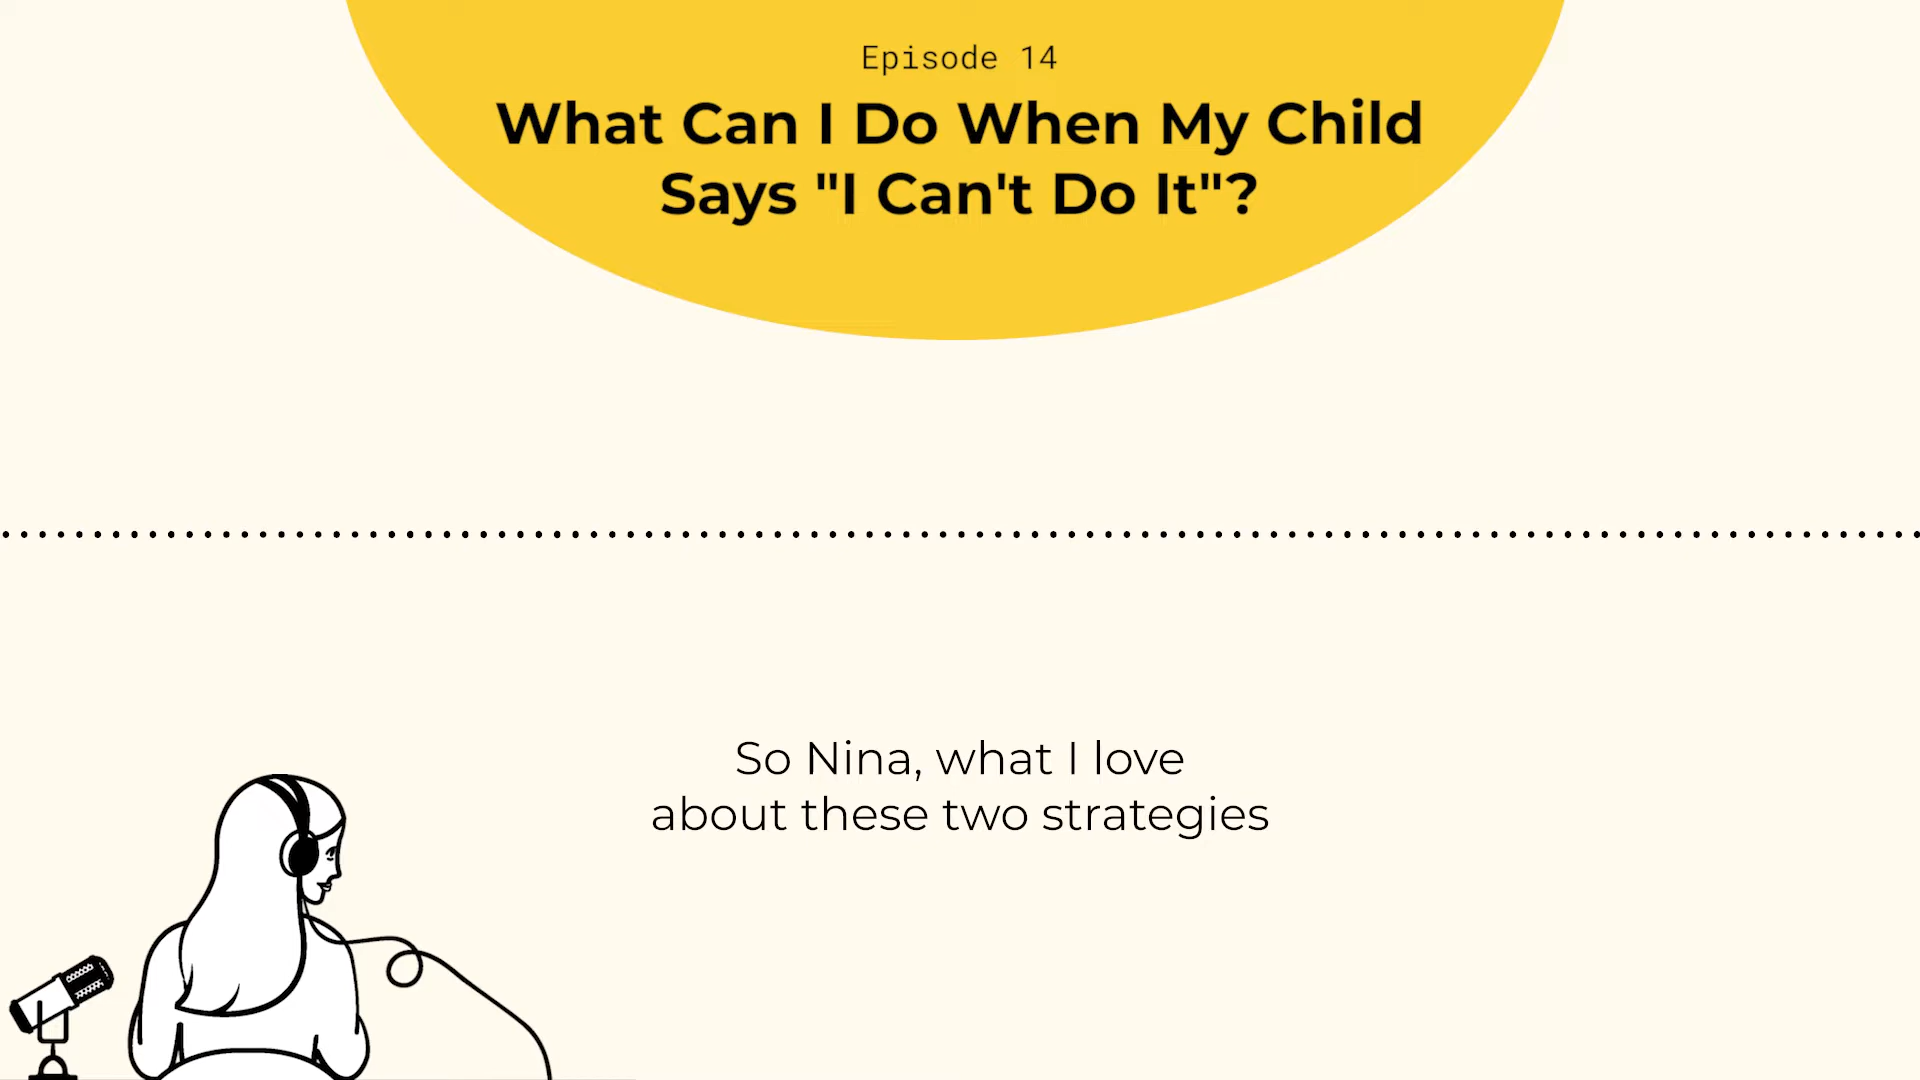 Episode 14
What Can I Do When My Child
Says "I Can't Do It"?
So Nina, what I love
about these two strategies